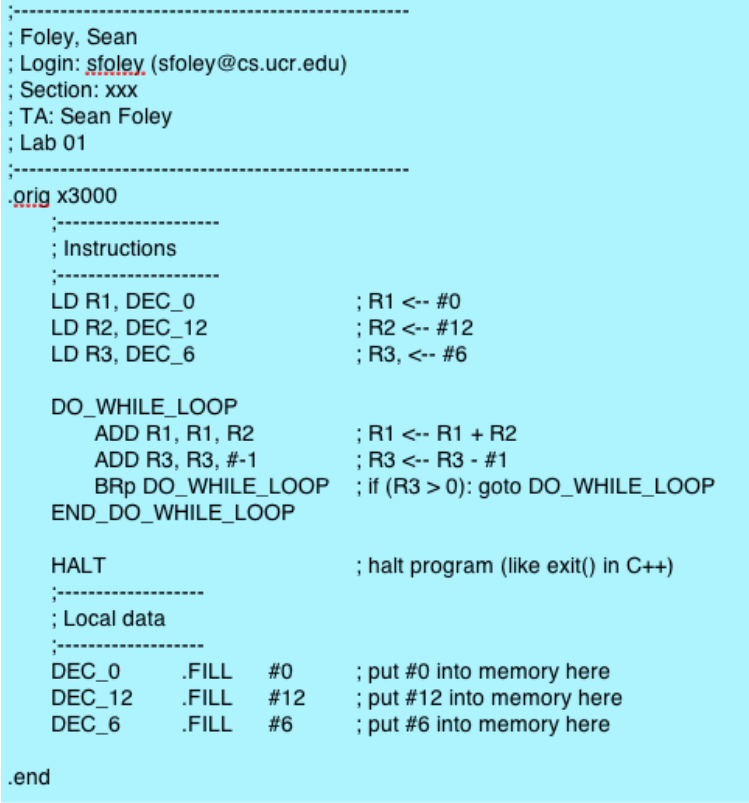 ;---------------------------------------------------
; Foley, Sean
; Login: sfoley (sfoley@cs.ucr.edu)
; Section: xxx
; TA: Sean Foley
; Lab 01
;---------------------------------------------------
.orig x3000
;---------------------
; Instructions
;---------------------
LD R1, DEC_0 ; R1 <-- #0
LD R2, DEC_12 ; R2 <-- #12
LD R3, DEC_6 ; R3, <-- #6
DO_WHILE_LOOP
ADD R1, R1, R2 ; R1 <-- R1 + R2
ADD R3, R3, #-1 ; R3 <-- R3 - #1
BRp DO_WHILE_LOOP ; if (R3 > 0): goto DO_WHILE_LOOP
END_DO_WHILE_LOOP
HALT ; halt program (like exit() in C++)
;-------------------
; Local data
;-------------------
DEC_0 .FILL #0 ; put #0 into memory here
DEC_12 .FILL #12 ; put #12 into memory here
DEC_6 .FILL #6 ; put #6 into memory here
.end